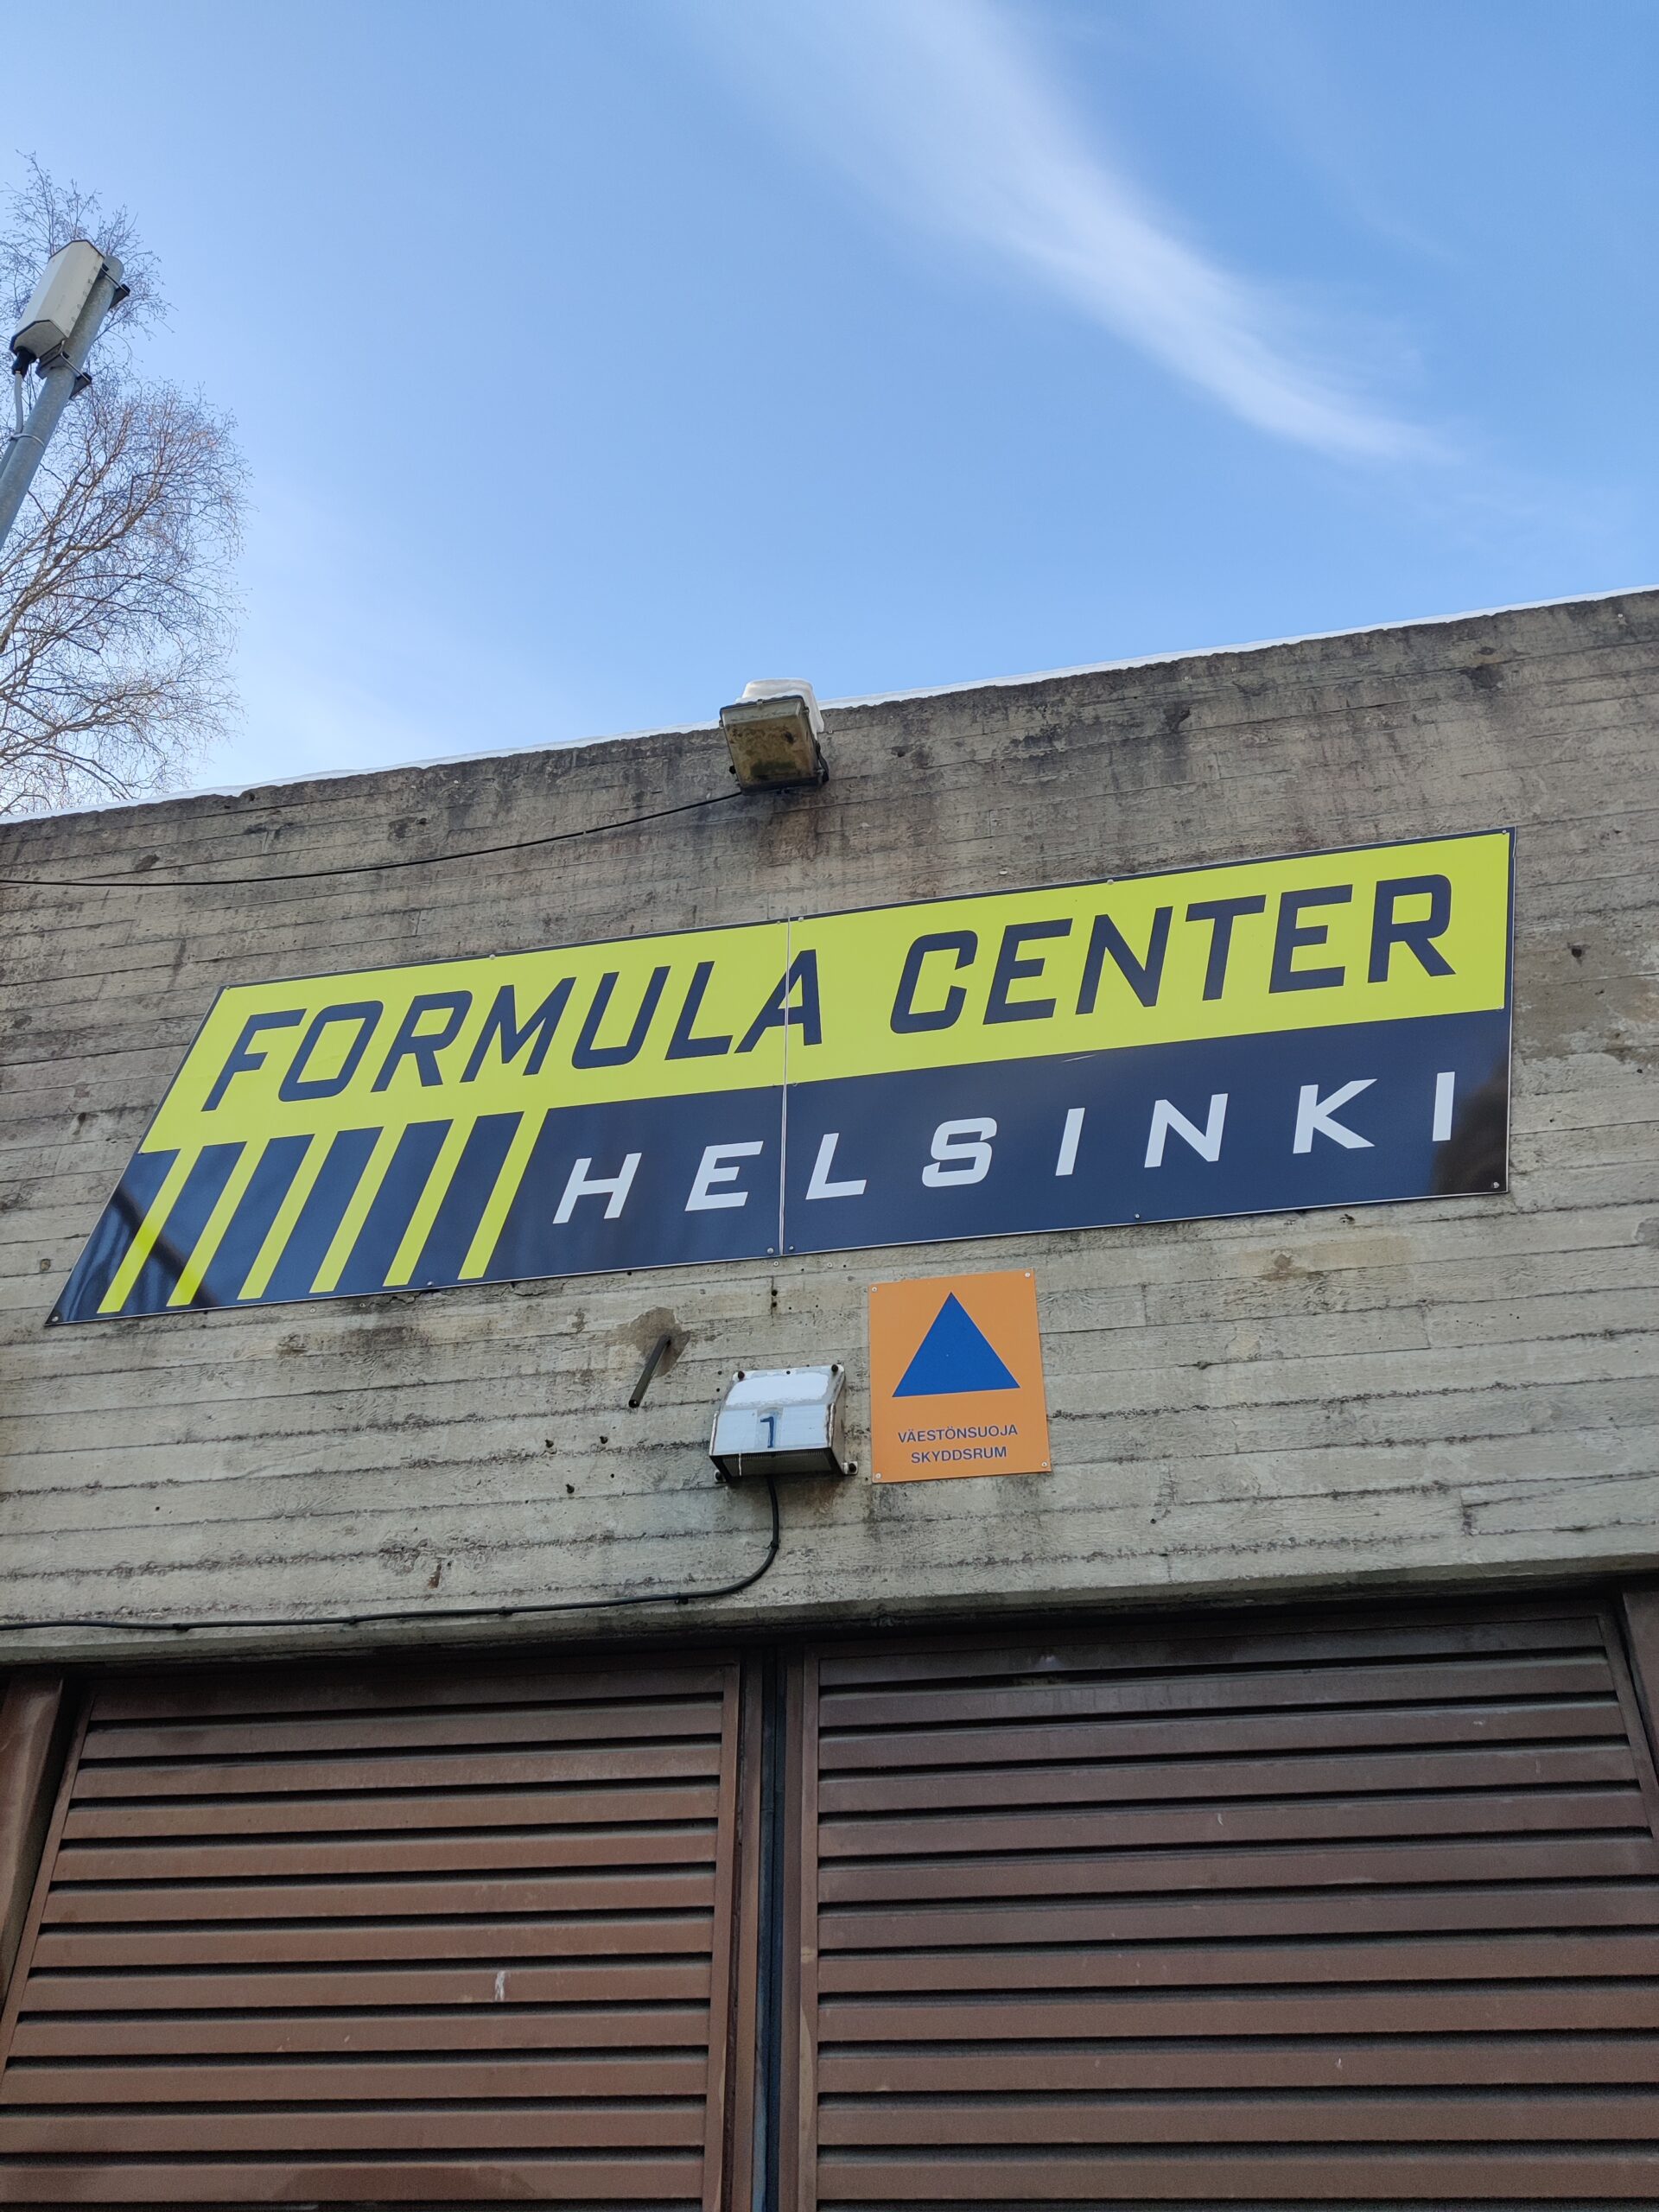 FORMULA CENTER
HELSINKI
1
VÄESTÖNSUOJA
SKYDDSRUM